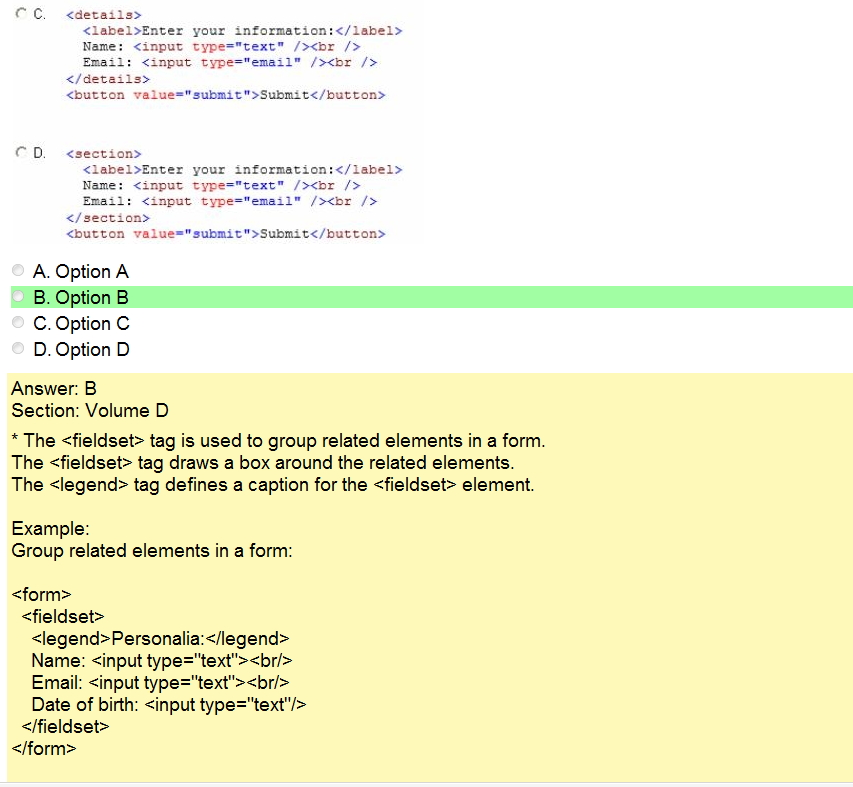 C. <details>
<label>Enter your information:</label>
Name: <input type="text" /><br />
Email: <input type="email" /><br />
</details>
<button value="submit">Submit</button>
D. <section>
<label>Enter your information:</label>
Name: <input type="text" /><br />
Email: <input type="email" /><br />
</section>
<button value="submit">Submit</button>
A. Option A
B. Option B
C. Option C
D. Option D
Answer: B
Section: Volume D
* The <fieldset> tag is used to group related elements in a form.
The <fieldset> tag draws a box around the related elements.
The <legend> tag defines a caption for the <fieldset> element.
Example:
Group related elements in a form:
<form>
<fieldset>
<legend>Personalia:</legend>
Name: <input type="text"><br/>
Email: <input type="text"><br/>
Date of birth: <input type="text"/>
</fieldset>
</form>